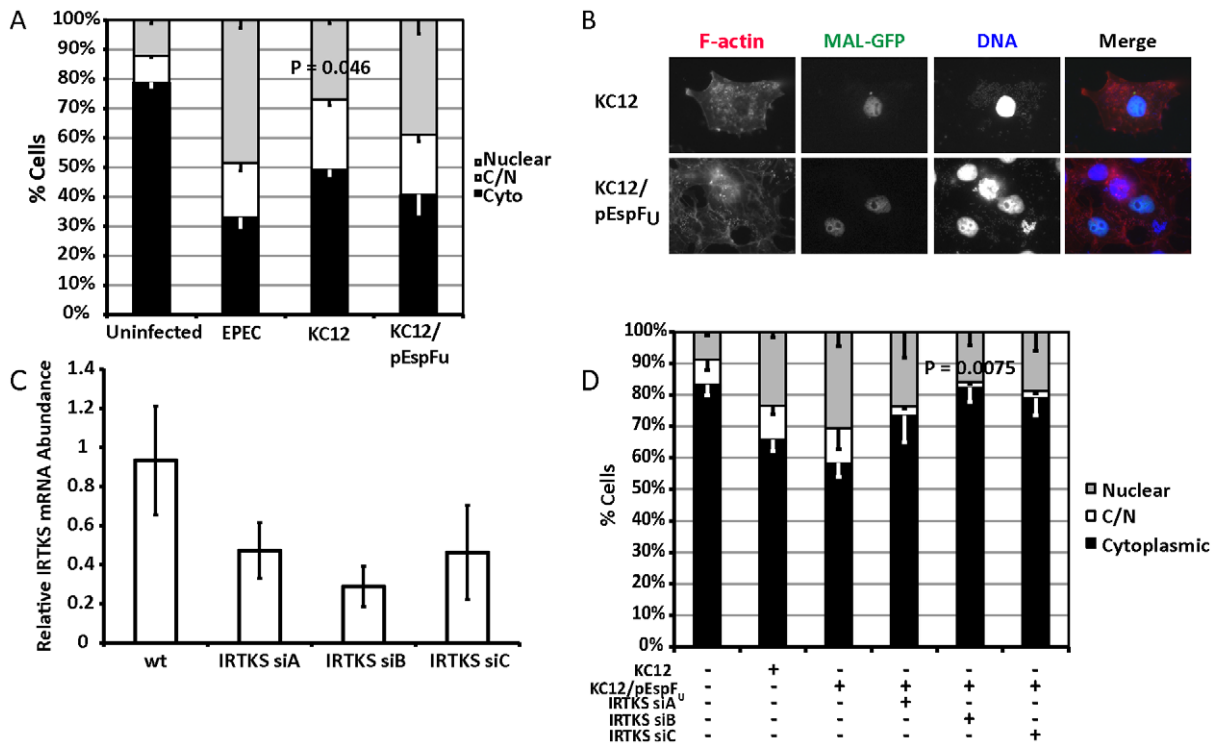 A
100%
90%
80%
70%
60%
50%
40%
30%
20%
10%
0%
% Cells
P = 0.046
Nuclear
C/N
Cyto
Uninfected
EPEC
KC12
KC12/
pEspFu
B
F-actin
MAL-GFP
DNA
Merge
KC12
KC12/
pEspFU
C
Relative IRTKS mRNA Abundance
1.4
1.2
1
0.8
0.6
0.4
0.2
0
wt
IRTKS siA
IRTKS siB
IRTKS siC
D
100%
90%
80%
70%
60%
50%
40%
30%
20%
10%
0%
% Cells
P = 0.0075
Nuclear
C/N
Cytoplasmic
KC12 - + - - - -
KC12/pEspFU - - + + + +
IRTKS siA - - - + - -
IRTKS siB - - - - + -
IRTKS siC - - - - - +